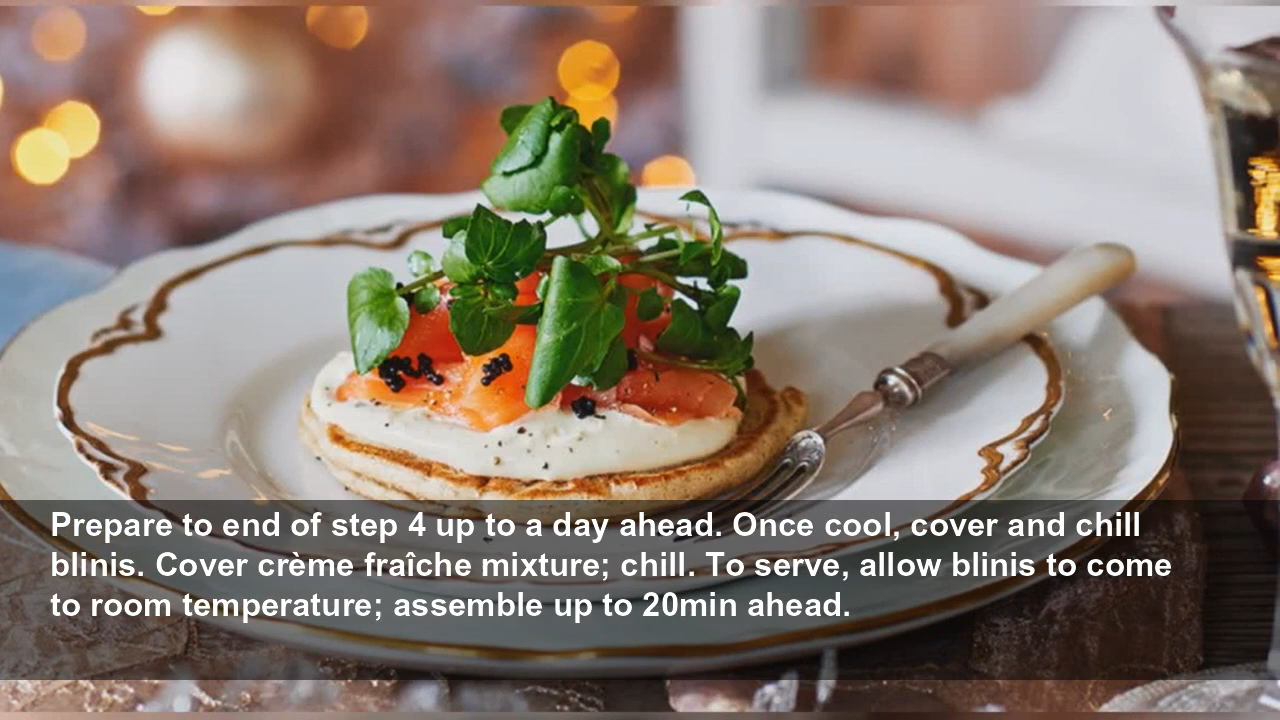 Prepare to end of step 4 up to a day ahead. Once cool, cover and chill
blinis. Cover crème fraîche mixture; chill. To serve, allow blinis to come
to room temperature; assemble up to 20min ahead.